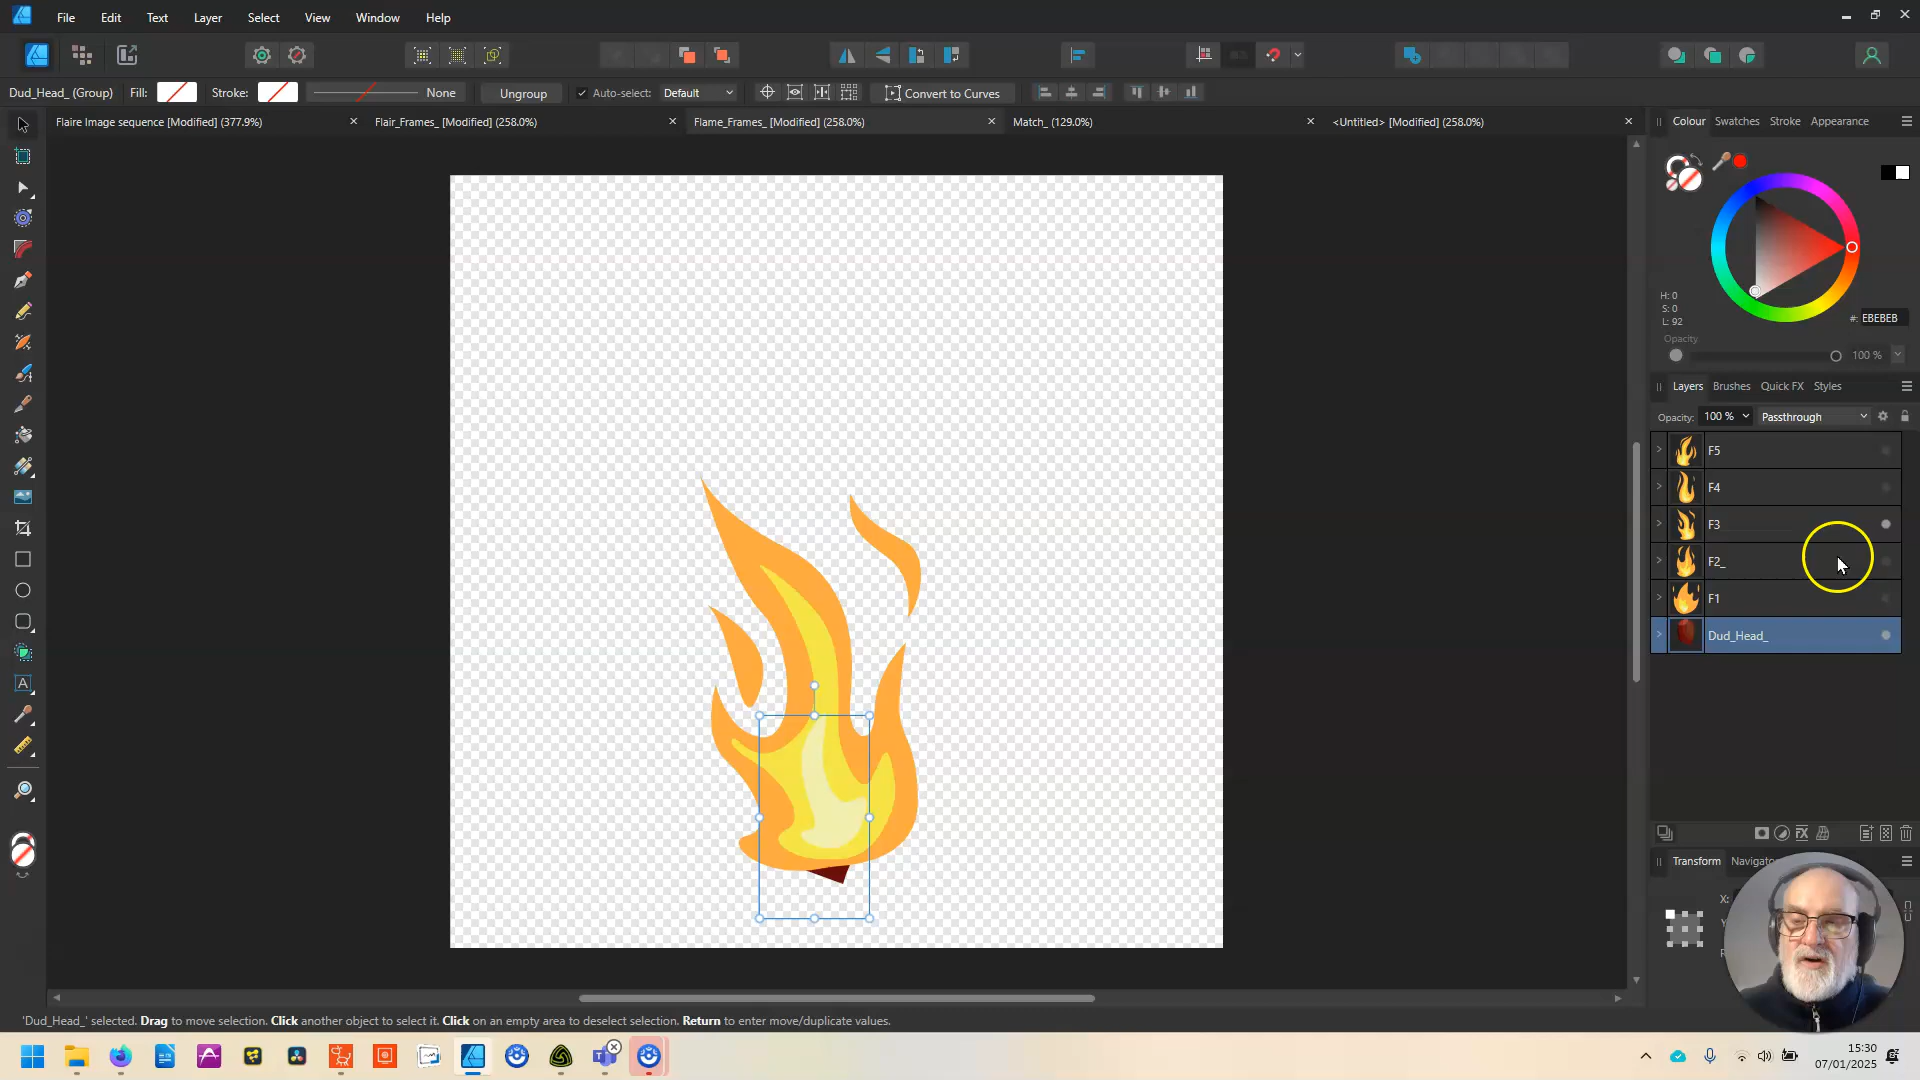 File Edit Text Layer Select View Window Help
Dud_Head_ (Group) Fill: Stroke: None Ungroup Auto-select: Default Convert to Curves
Flaire Image sequence [Modified] (377.9%) Flair_Frames_ [Modified] (258.0%) Flame_Frames_ [Modified] (258.0%) Match_ (129.0%) <Untitled> [Modified] (258.0%)
Colour Swatches Stroke Appearance
H: 0
S: 0
L: 92
#: EBEBEB
Opacity
100 %
Layers Brushes Quick FX Styles
Opacity: 100 % Passthrough
F5
F4
F3
F2_
F1
Dud_Head_
Transform
X:
'Dud_Head_' selected. Drag to move selection. Click another object to select it. Click on an empty area to deselect selection. Return to enter move/duplicate values.
15:30
07/01/2025